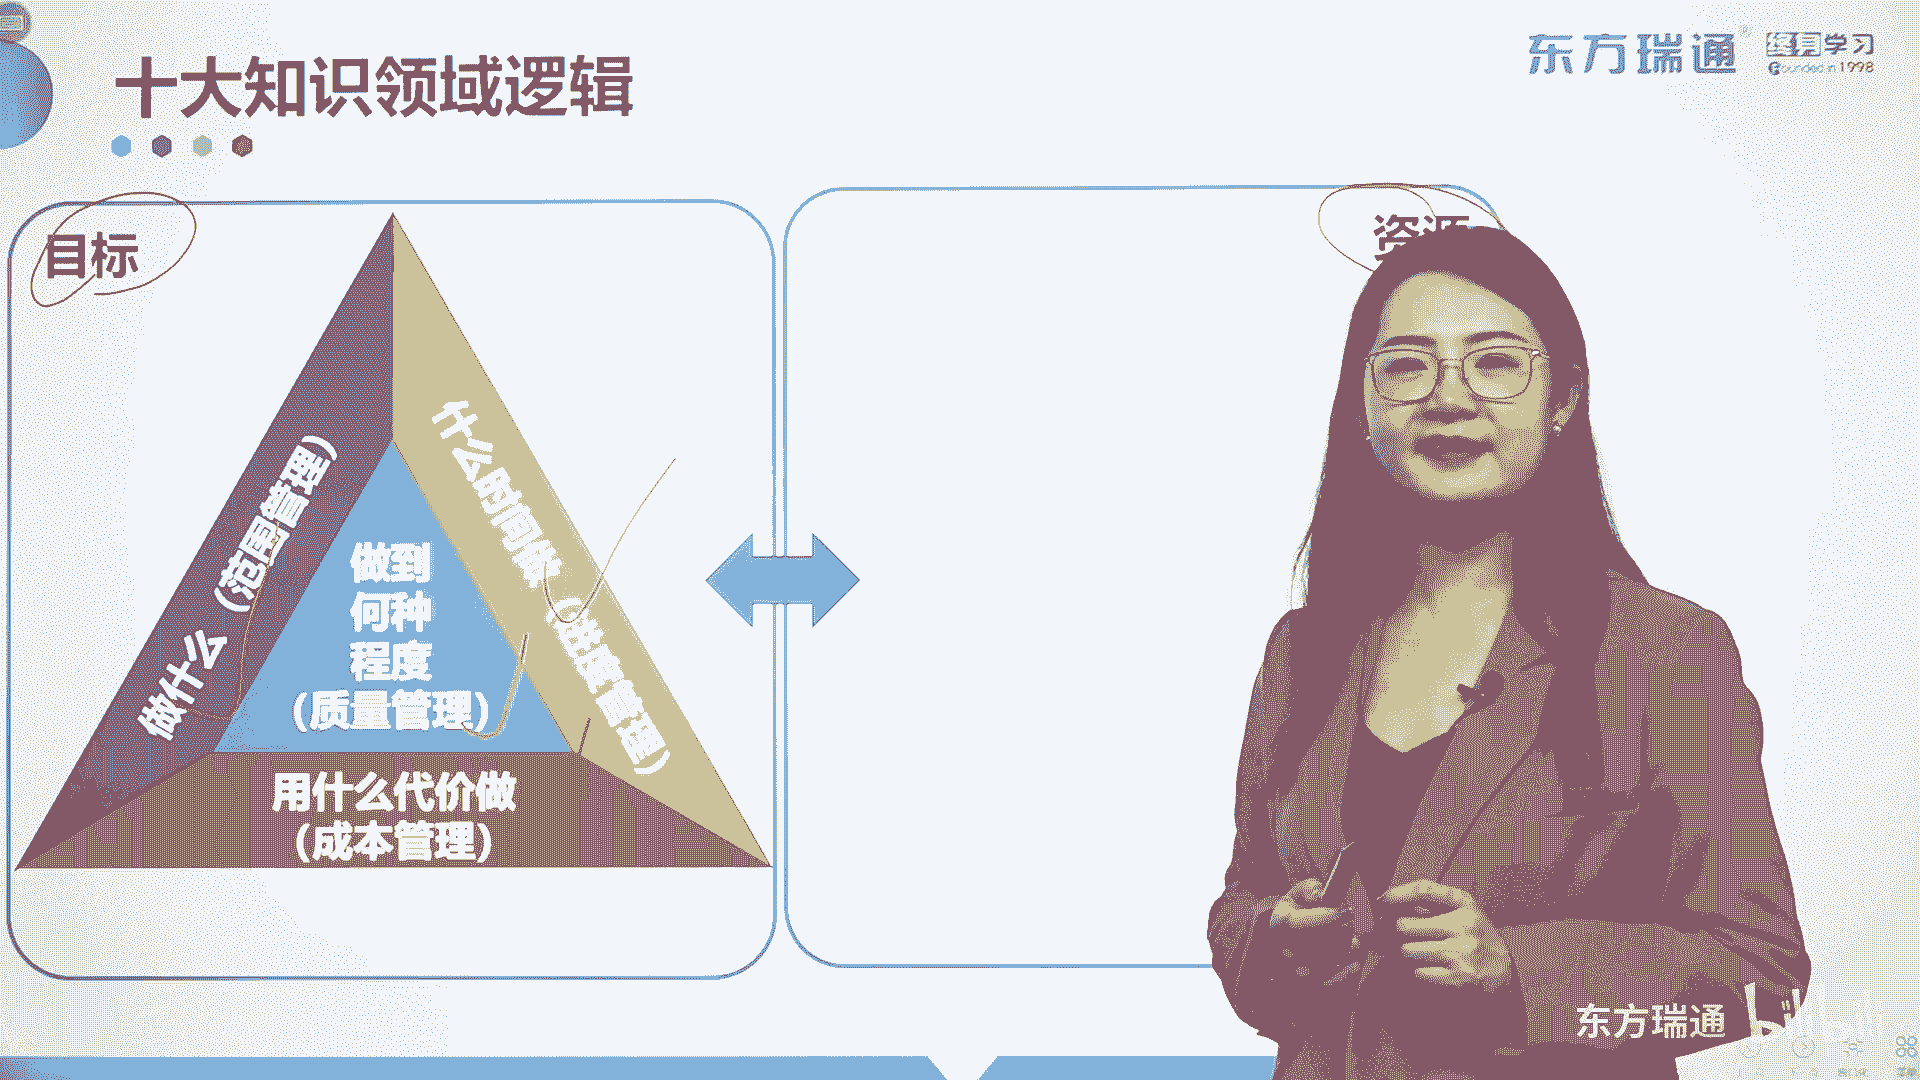 十大知识领域逻辑
东方瑞通
终身学习
Founded in 1998
目标
资源
做什么（范围管理）
什么时间做（进度管理）
做到
何种
程度
（质量管理）
用什么代价做
（成本管理）
东方瑞通